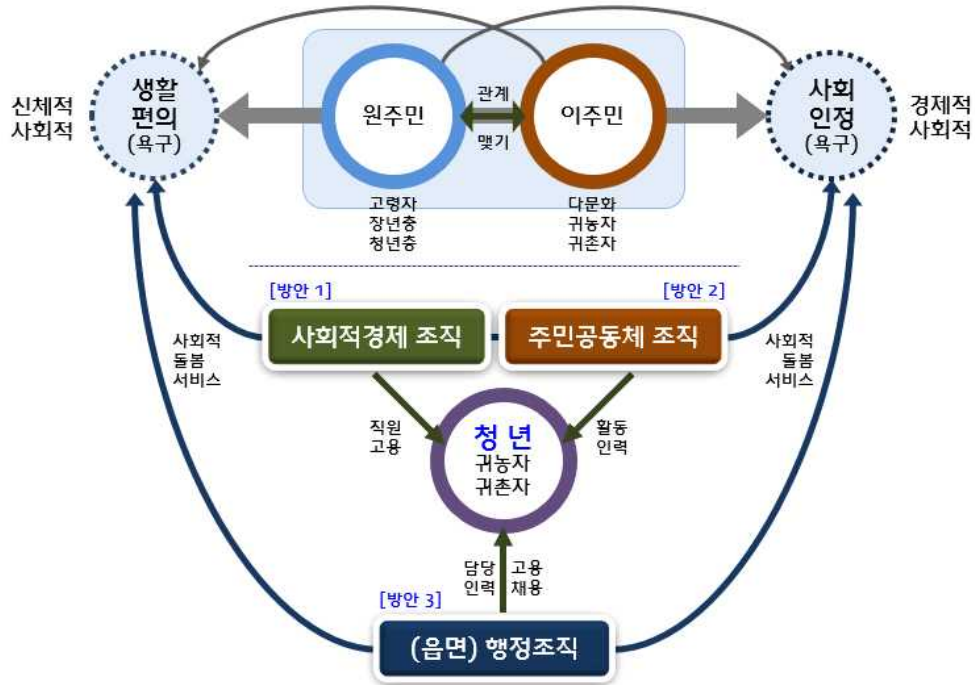 신체적
사회적
생활
편의
(욕구)
원주민
관계
맺기
이주민
사회
인정
(욕구)
경제적
사회적
고령자
장년층
청년층
다문화
귀농자
귀촌자
[방안 1]
[방안 2]
사회적경제 조직
주민공동체 조직
사회적
돌봄
서비스
사회적
돌봄
서비스
직원
고용
활동
인력
청 년
귀농자
귀촌자
담당
인력
고용
채용
[방안 3]
(읍면) 행정조직